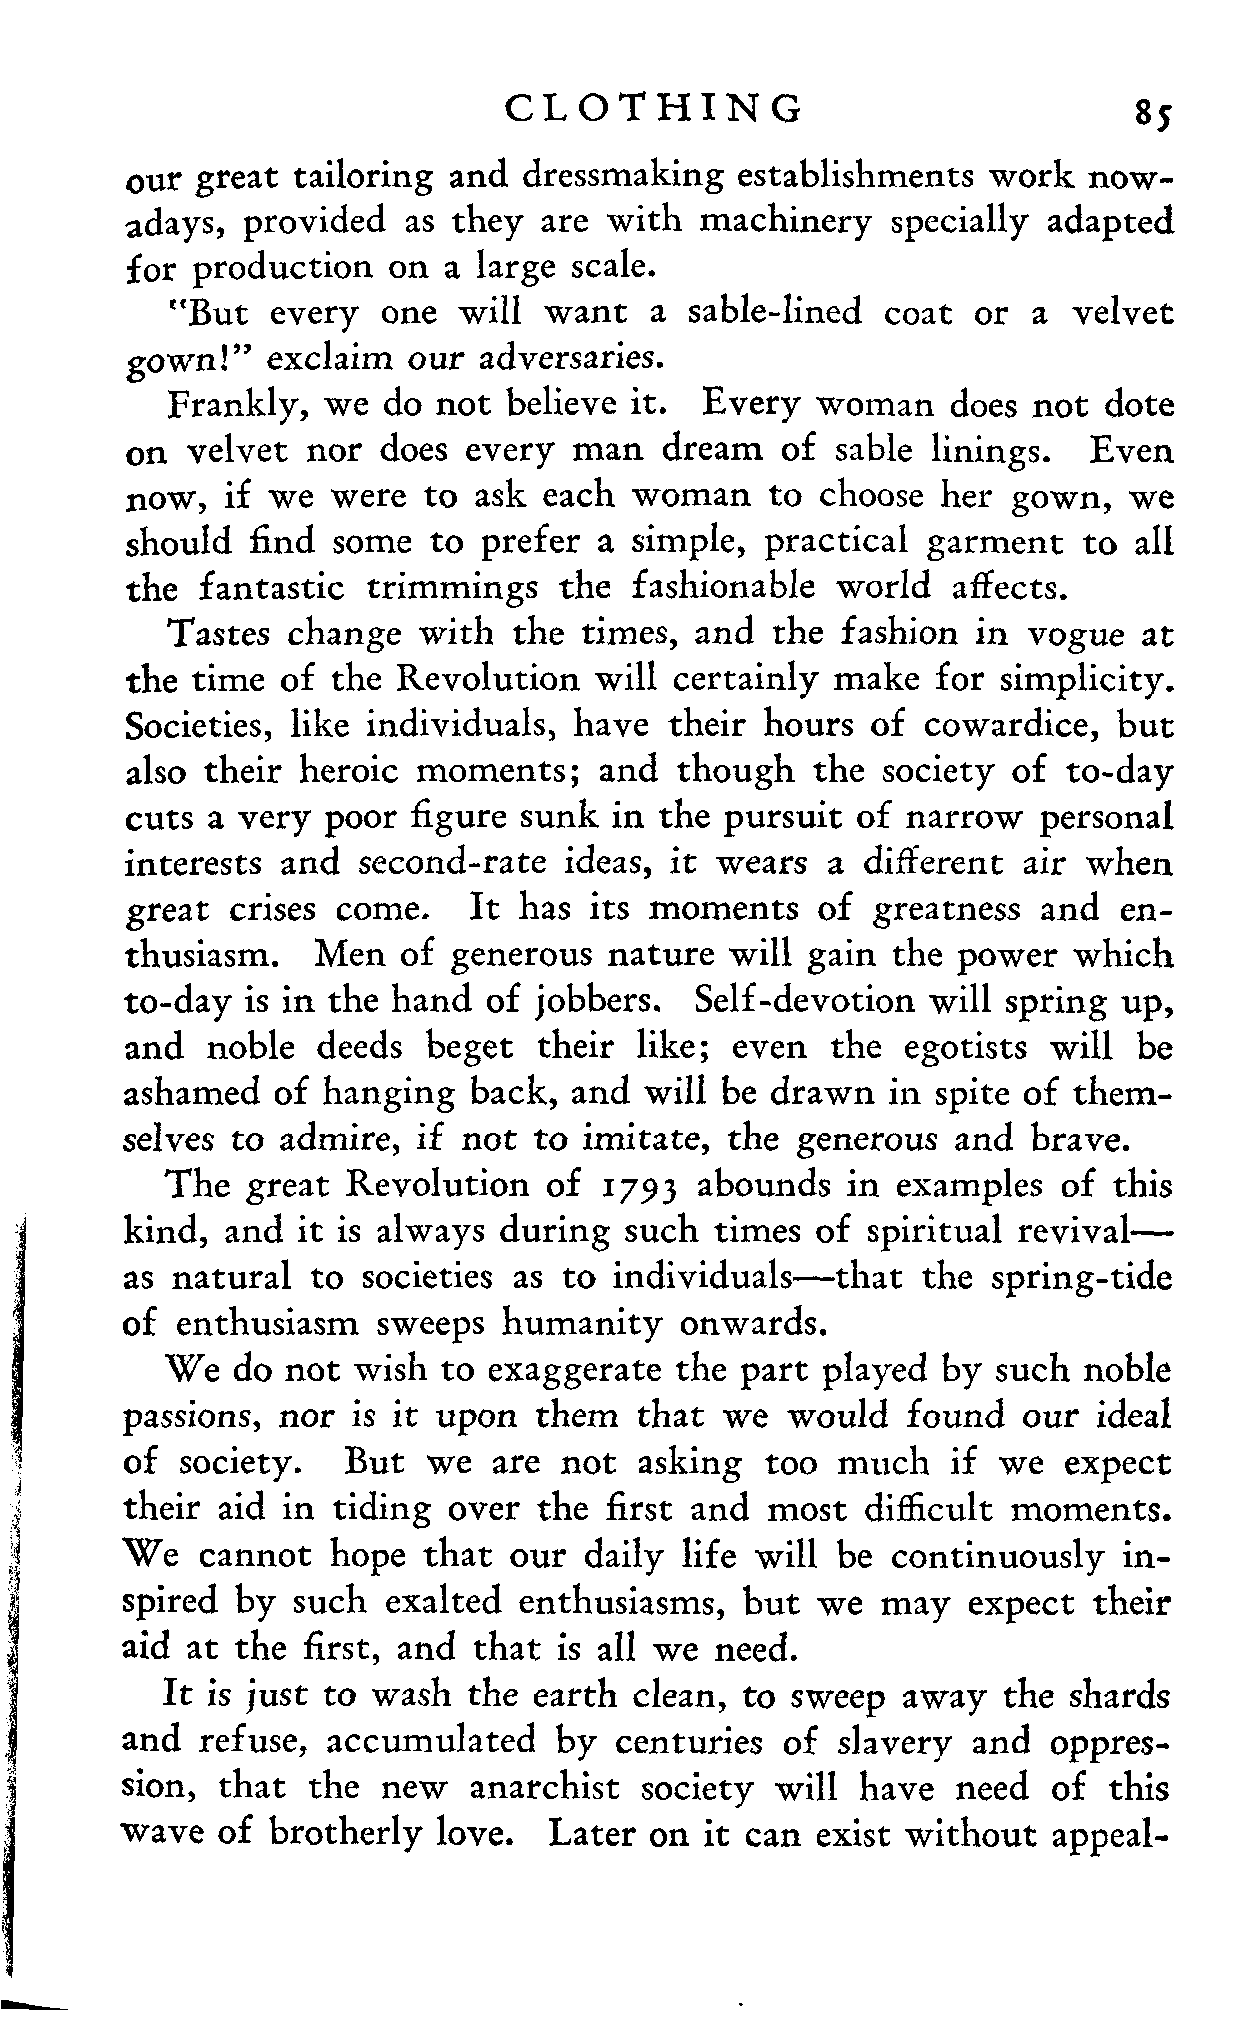 CLOTHING 85
our great tailoring and dressmaking establishments work now-
adays, provided as they are with machinery specially adapted
for production on a large scale.
"But every one will want a sable-lined coat or a velvet
gown!" exclaim our adversaries.
Frankly, we do not believe it. Every woman does not dote
on velvet nor does every man dream of sable linings. Even
now, if we were to ask each woman to choose her gown, we
should find some to prefer a simple, practical garment to all
the fantastic trimmings the fashionable world affects.
Tastes change with the times, and the fashion in vogue at
the time of the Revolution will certainly make for simplicity.
Societies, like individuals, have their hours of cowardice, but
also their heroic moments; and though the society of to-day
cuts a very poor figure sunk in the pursuit of narrow personal
interests and second-rate ideas, it wears a different air when
great crises come. It has its moments of greatness and en-
thusiasm. Men of generous nature will gain the power which
to-day is in the hand of jobbers. Self-devotion will spring up,
and noble deeds beget their like; even the egotists will be
ashamed of hanging back, and will be drawn in spite of them-
selves to admire, if not to imitate, the generous and brave.
The great Revolution of 1793 abounds in examples of this
kind, and it is always during such times of spiritual revival—
as natural to societies as to individuals—that the spring-tide
of enthusiasm sweeps humanity onwards.
We do not wish to exaggerate the part played by such noble
passions, nor is it upon them that we would found our ideal
of society. But we are not asking too much if we expect
their aid in tiding over the first and most difficult moments.
We cannot hope that our daily life will be continuously in-
spired by such exalted enthusiasms, but we may expect their
aid at the first, and that is all we need.
It is just to wash the earth clean, to sweep away the shards
and refuse, accumulated by centuries of slavery and oppres-
sion, that the new anarchist society will have need of this
wave of brotherly love. Later on it can exist without appeal-